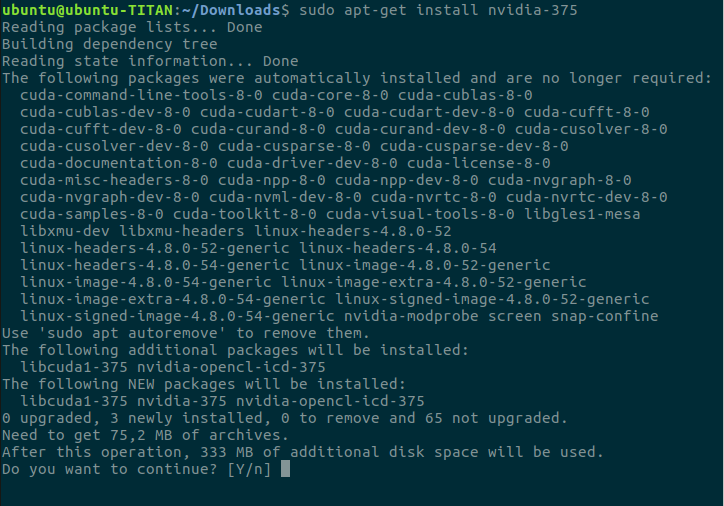 ubuntu@ubuntu-TITAN:~/Downloads$ sudo apt-get install nvidia-375
Reading package lists... Done
Building dependency tree
Reading state information... Done
The following packages were automatically installed and are no longer required:
  cuda-command-line-tools-8-0 cuda-core-8-0 cuda-cublas-8-0
  cuda-cublas-dev-8-0 cuda-cudart-8-0 cuda-cudart-dev-8-0 cuda-cufft-8-0
  cuda-cufft-dev-8-0 cuda-curand-8-0 cuda-curand-dev-8-0 cuda-cusolver-8-0
  cuda-cusolver-dev-8-0 cuda-cusparse-8-0 cuda-cusparse-dev-8-0
  cuda-documentation-8-0 cuda-driver-dev-8-0 cuda-license-8-0
  cuda-misc-headers-8-0 cuda-npp-8-0 cuda-npp-dev-8-0 cuda-nvgraph-8-0
  cuda-nvgraph-dev-8-0 cuda-nvml-dev-8-0 cuda-nvrtc-8-0 cuda-nvrtc-dev-8-0
  cuda-samples-8-0 cuda-toolkit-8-0 cuda-visual-tools-8-0 libgles1-mesa
  libxmu-dev libxmu-headers linux-headers-4.8.0-52
  linux-headers-4.8.0-52-generic linux-headers-4.8.0-54
  linux-headers-4.8.0-54-generic linux-image-4.8.0-52-generic
  linux-image-4.8.0-54-generic linux-image-extra-4.8.0-52-generic
  linux-image-extra-4.8.0-54-generic linux-signed-image-4.8.0-52-generic
  linux-signed-image-4.8.0-54-generic nvidia-modprobe screen snap-confine
Use 'sudo apt autoremove' to remove them.
The following additional packages will be installed:
  libcuda1-375 nvidia-opencl-icd-375
The following NEW packages will be installed:
  libcuda1-375 nvidia-375 nvidia-opencl-icd-375
0 upgraded, 3 newly installed, 0 to remove and 65 not upgraded.
Need to get 75,2 MB of archives.
After this operation, 333 MB of additional disk space will be used.
Do you want to continue? [Y/n]